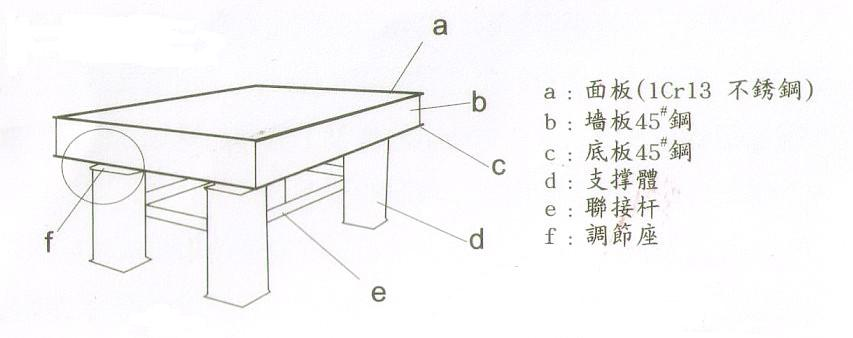 a
b
c
d
e
f
a : 面板(1Cr13 不銹鋼)
b : 墻板45#鋼
c : 底板45#鋼
d : 支撐體
e : 聯接杆
f : 調節座